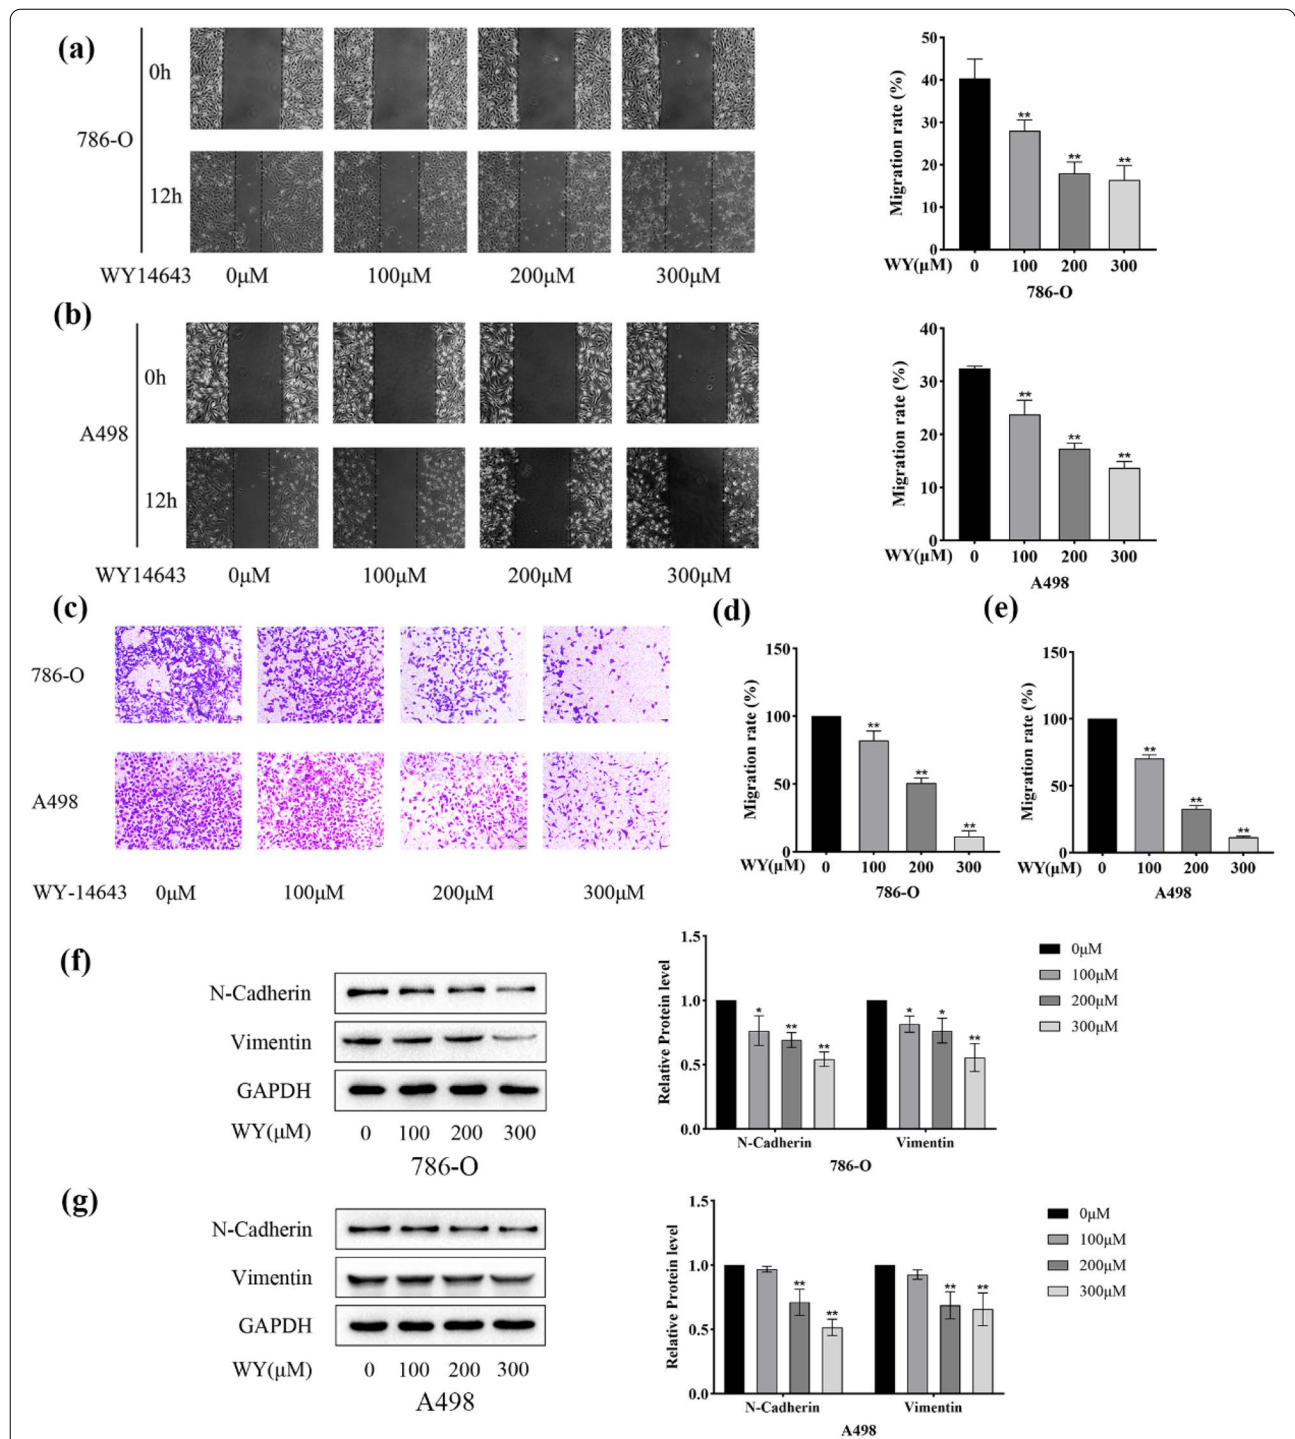 (a)
0h
786-O
12h
WY14643 0μM 100μM 200μM 300μM
50
40
30
20
10
0
Migration rate (%)
**
**
**
WY(μM) 0 100 200 300
786-O
(b)
0h
A498
12h
WY14643 0μM 100μM 200μM 300μM
40
30
20
10
0
Migration rate (%)
**
**
**
WY(μM) 0 100 200 300
A498
(c)
786-O
A498
WY-14643 0μM 100μM 200μM 300μM
(d)
150
100
50
0
Migration rate (%)
**
**
**
WY(μM) 0 100 200 300
786-O
(e)
150
100
50
0
Migration rate (%)
**
**
**
WY(μM) 0 100 200 300
A498
(f)
N-Cadherin
Vimentin
GAPDH
WY(μM) 0 100 200 300
786-O
1.5
1.0
0.5
0.0
Relative Protein level
* ** **
* * **
N-Cadherin Vimentin
786-O
0μM
100μM
200μM
300μM
(g)
N-Cadherin
Vimentin
GAPDH
WY(μM) 0 100 200 300
A498
1.5
1.0
0.5
0.0
Relative Protein level
** **
** **
N-Cadherin Vimentin
A498
0μM
100μM
200μM
300μM